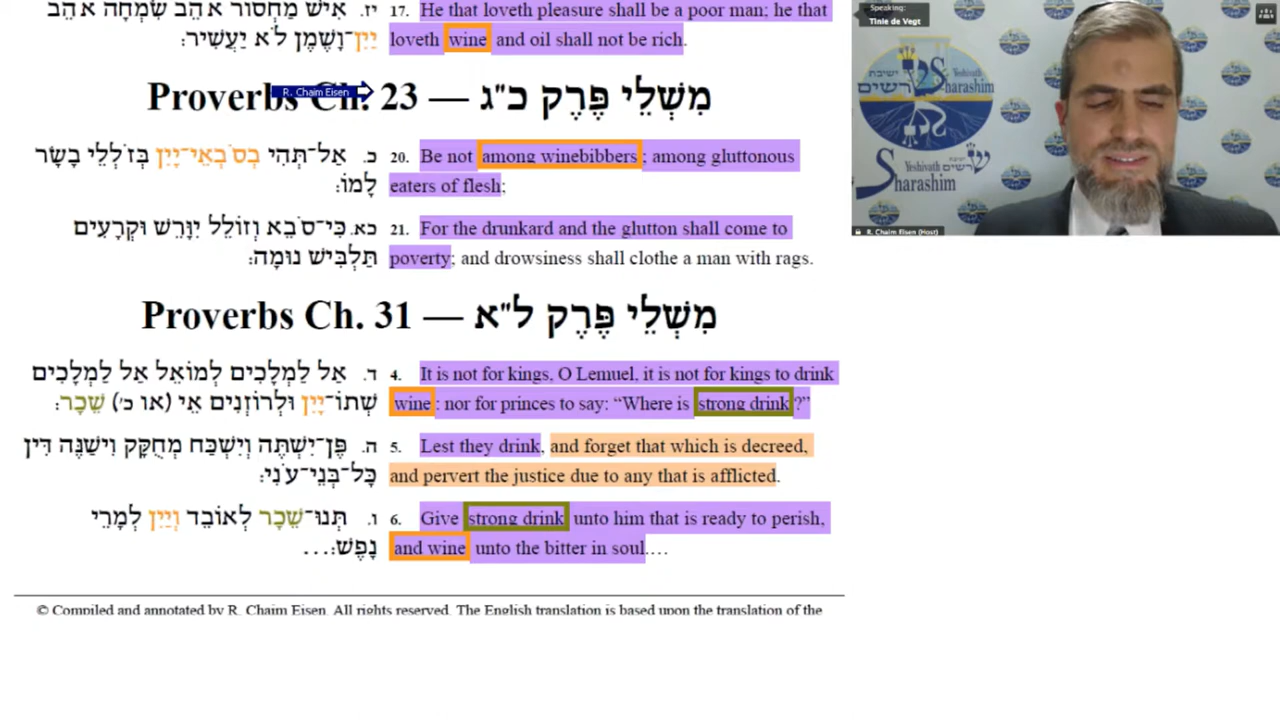 יז. אִישׁ מַחְסוֹר אֹהֵב שִׂמְחָה אֹהֵב
יַיִן־וָשֶׁמֶן לֹא יַעֲשִׁיר׃
17. He that loveth pleasure shall be a poor man; he that
loveth wine and oil shall not be rich.
R. Chaim Eisen
Proverbs Ch. 23 — מִשְׁלֵי פֶּרֶק כ"ג
כ. אַל־תְּהִי בְסֹבְאֵי־יָיִן בְּזֹלְלֵי בָשָׂר
לָמוֹ׃
20. Be not among winebibbers; among gluttonous
eaters of flesh;
כא. כִּי־סֹבֵא וְזוֹלֵל יִוָּרֵשׁ וּקְרָעִים
תַּלְבִּישׁ נוּמָה׃
21. For the drunkard and the glutton shall come to
poverty; and drowsiness shall clothe a man with rags.
Proverbs Ch. 31 — מִשְׁלֵי פֶּרֶק ל"א
ד. אַל לַמְלָכִים לְמוֹאֵל אַל לַמְלָכִים
שְׁתוֹ־יָיִן וּלְרוֹזְנִים אֵי (או כ') שֵׁכָר׃
4. It is not for kings, O Lemuel, it is not for kings to drink
wine: nor for princes to say: “Where is strong drink?”
ה. פֶּן־יִשְׁתֶּה וְיִשְׁכַּח מְחֻקָּק וִישַׁנֶּה דִּין
כָּל־בְּנֵי־עֹנִי׃
5. Lest they drink, and forget that which is decreed,
and pervert the justice due to any that is afflicted.
ו. תְּנוּ־שֵׁכָר לְאוֹבֵד וְיַיִן לְמָרֵי
נָפֶשׁ׃…
6. Give strong drink unto him that is ready to perish,
and wine unto the bitter in soul….
© Compiled and annotated by R. Chaim Eisen. All rights reserved. The English translation is based upon the translation of the
Speaking:
Tinie de Vegt
ישיבת
שרשים
Yeshivath
Sharashim
R. Chaim Eisen (Host)